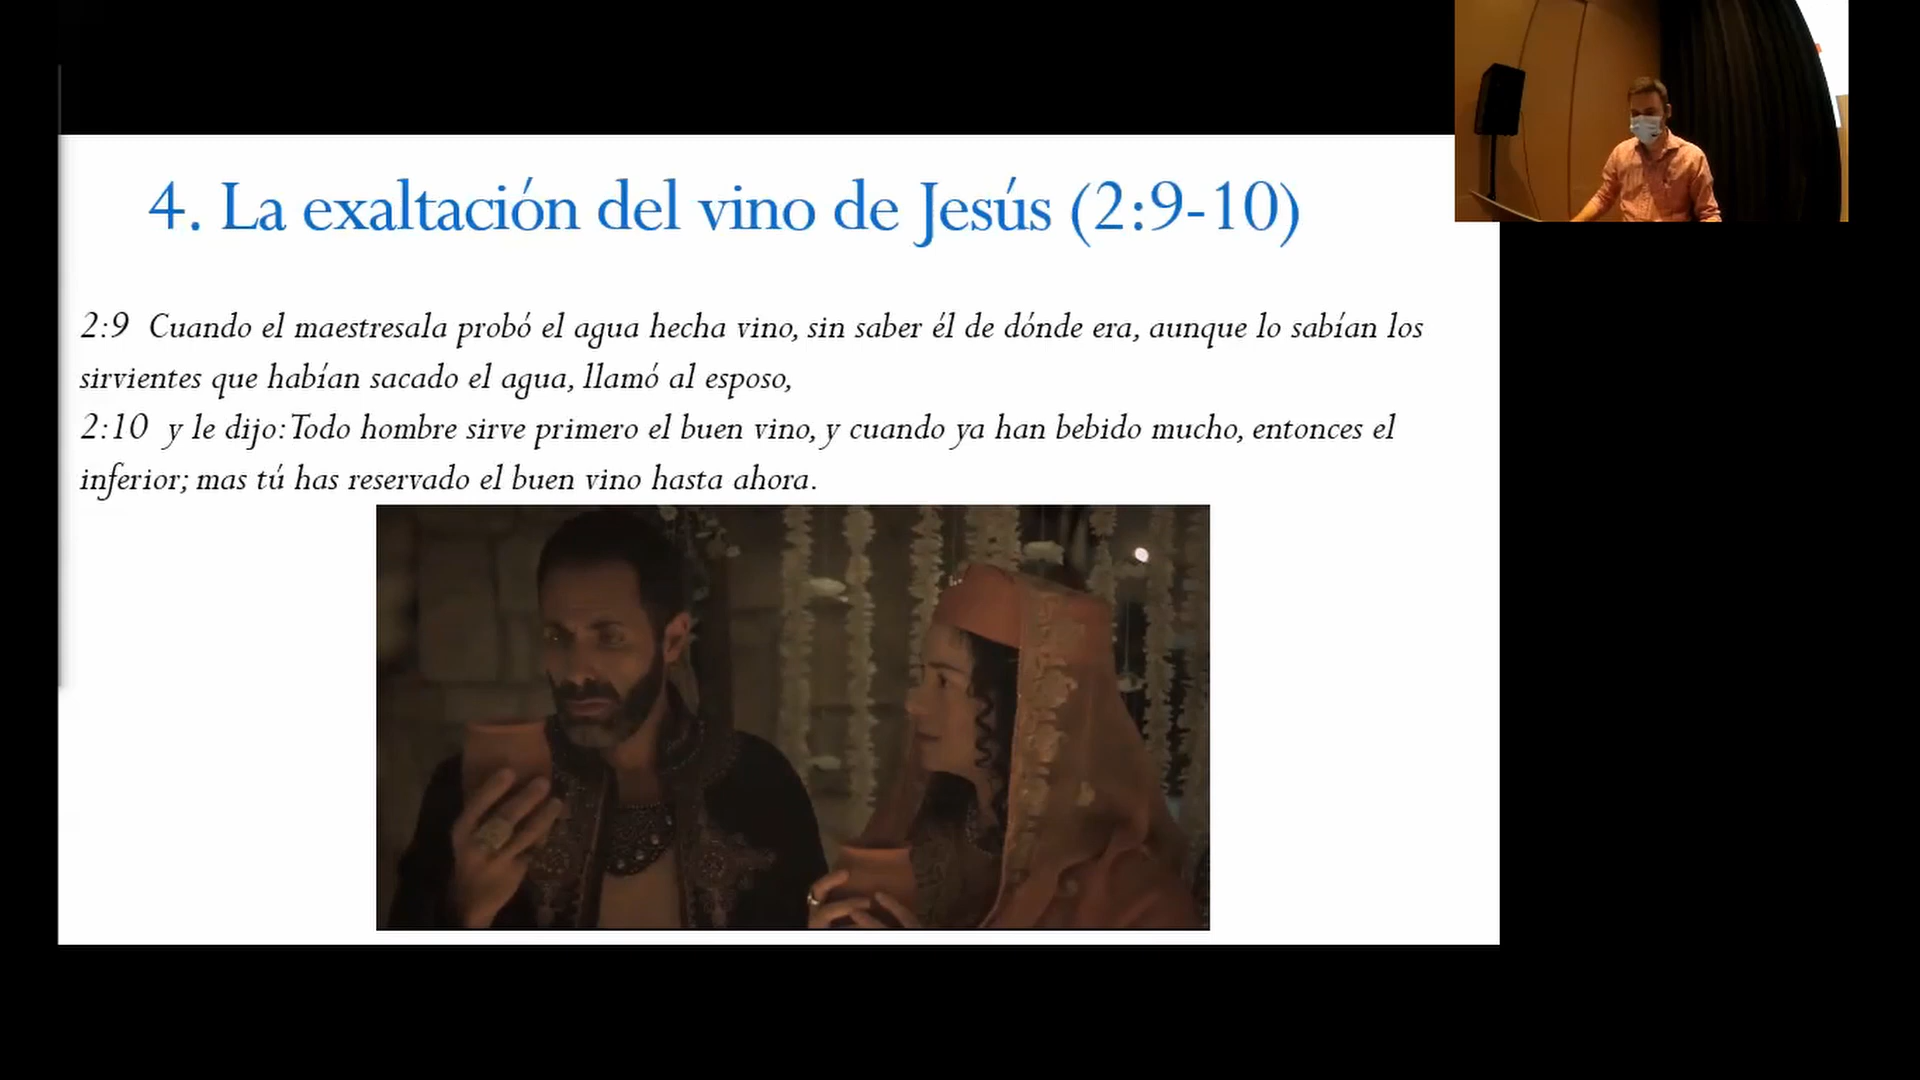 4. La exaltación del vino de Jesús (2:9-10)
2:9 Cuando el maestresala probó el agua hecha vino, sin saber él de dónde era, aunque lo sabían los
sirvientes que habían sacado el agua, llamó al esposo,
2:10 y le dijo: Todo hombre sirve primero el buen vino, y cuando ya han bebido mucho, entonces el
inferior; mas tú has reservado el buen vino hasta ahora.